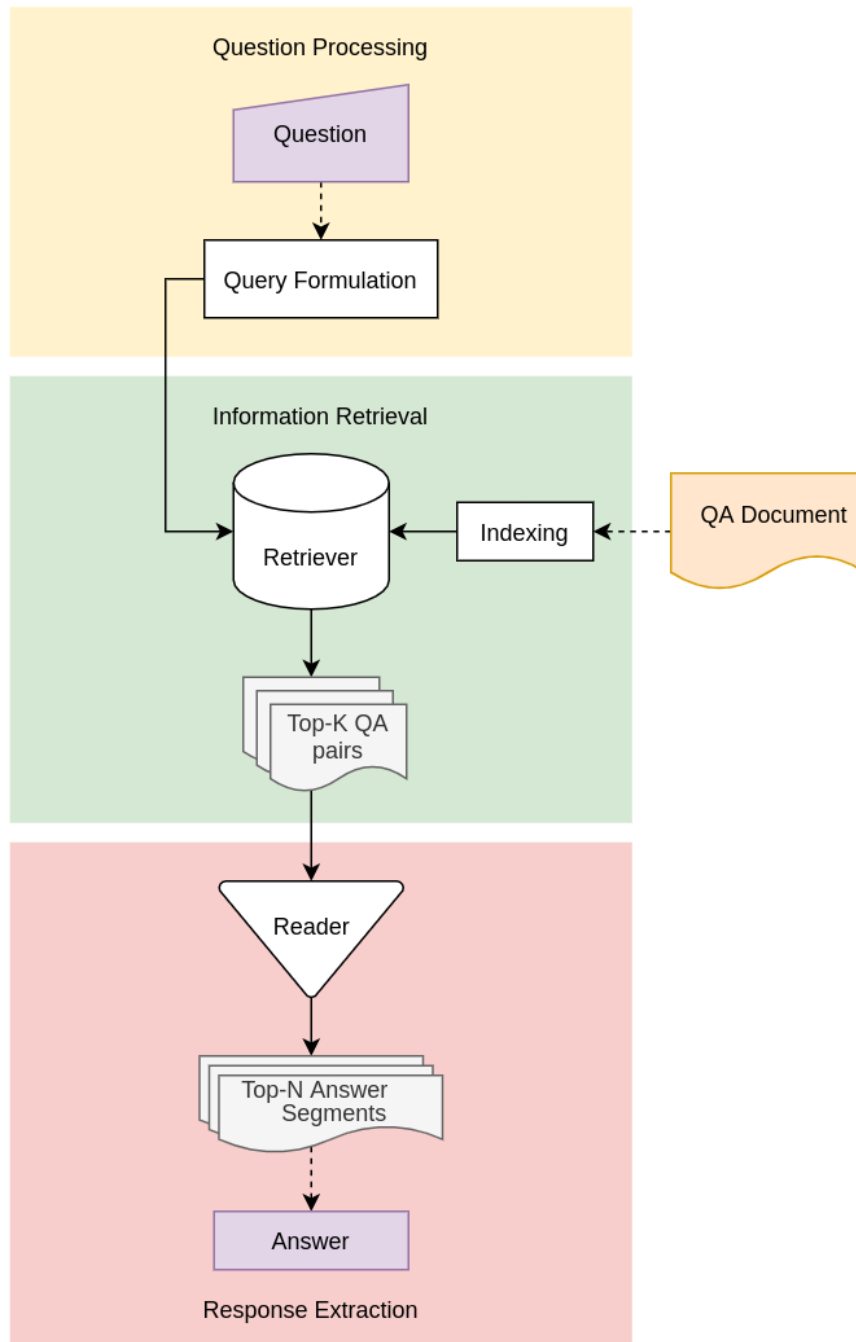 Question Processing
Question
Query Formulation
Information Retrieval
Retriever
Indexing
QA Document
Top-K QA
pairs
Reader
Top-N Answer
Segments
Answer
Response Extraction